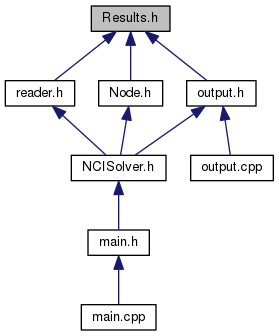 Results.h
reader.h
Node.h
output.h
NCISolver.h
output.cpp
main.h
main.cpp